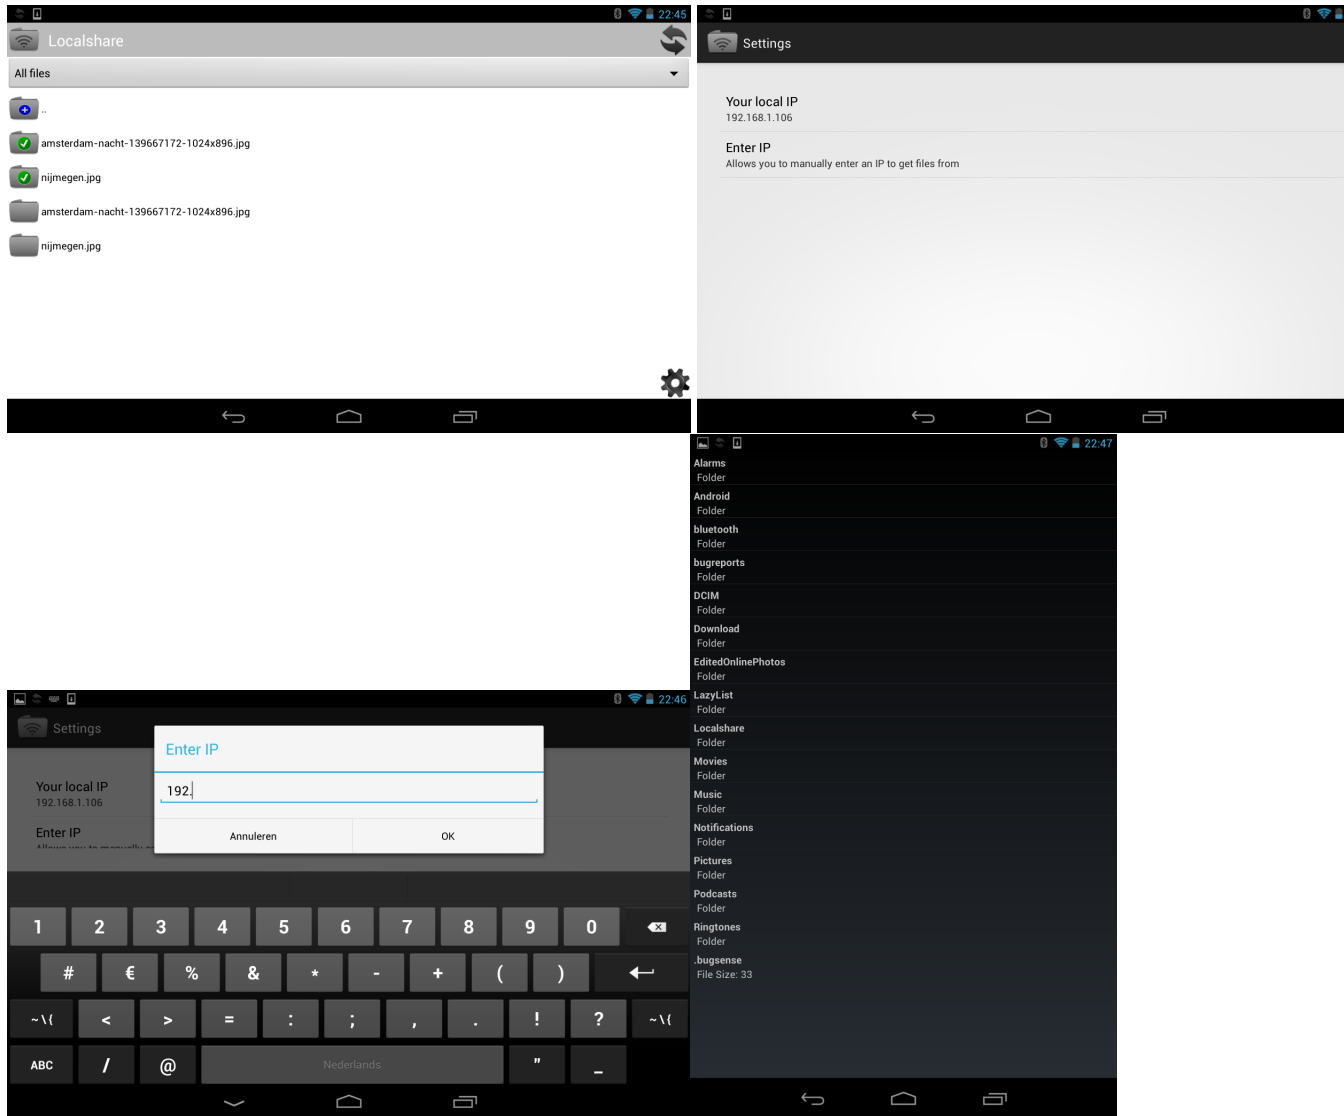 22:45
Localshare
All files
..
amsterdam-nacht-139667172-1024x896.jpg
nijmegen.jpg
amsterdam-nacht-139667172-1024x896.jpg
nijmegen.jpg
Settings
Your local IP
192.168.1.106
Enter IP
Allows you to manually enter an IP to get files from
22:46
Settings
Your local IP
192.168.1.106
Enter IP
Allows you to manually en
Enter IP
192.
Annuleren OK
1 2 3 4 5 6 7 8 9 0
# € % & * - + ( )
~\{ < > = : ; , . ! ? ~\{
ABC / @ Nederlands " _
22:47
Alarms
Folder
Android
Folder
bluetooth
Folder
bugreports
Folder
DCIM
Folder
Download
Folder
EditedOnlinePhotos
Folder
LazyList
Folder
Localshare
Folder
Movies
Folder
Music
Folder
Notifications
Folder
Pictures
Folder
Podcasts
Folder
Ringtones
Folder
.bugsense
File Size: 33